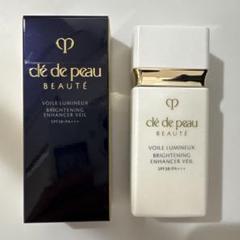 clé de peau
BEAUTÉ
VOILE LUMINEUX
BRIGHTENING
ENHANCER VEIL
SPF38・PA+++
clé de peau
BEAUTÉ
VOILE LUMINEUX
BRIGHTENING
ENHANCER VEIL
SPF38・PA+++